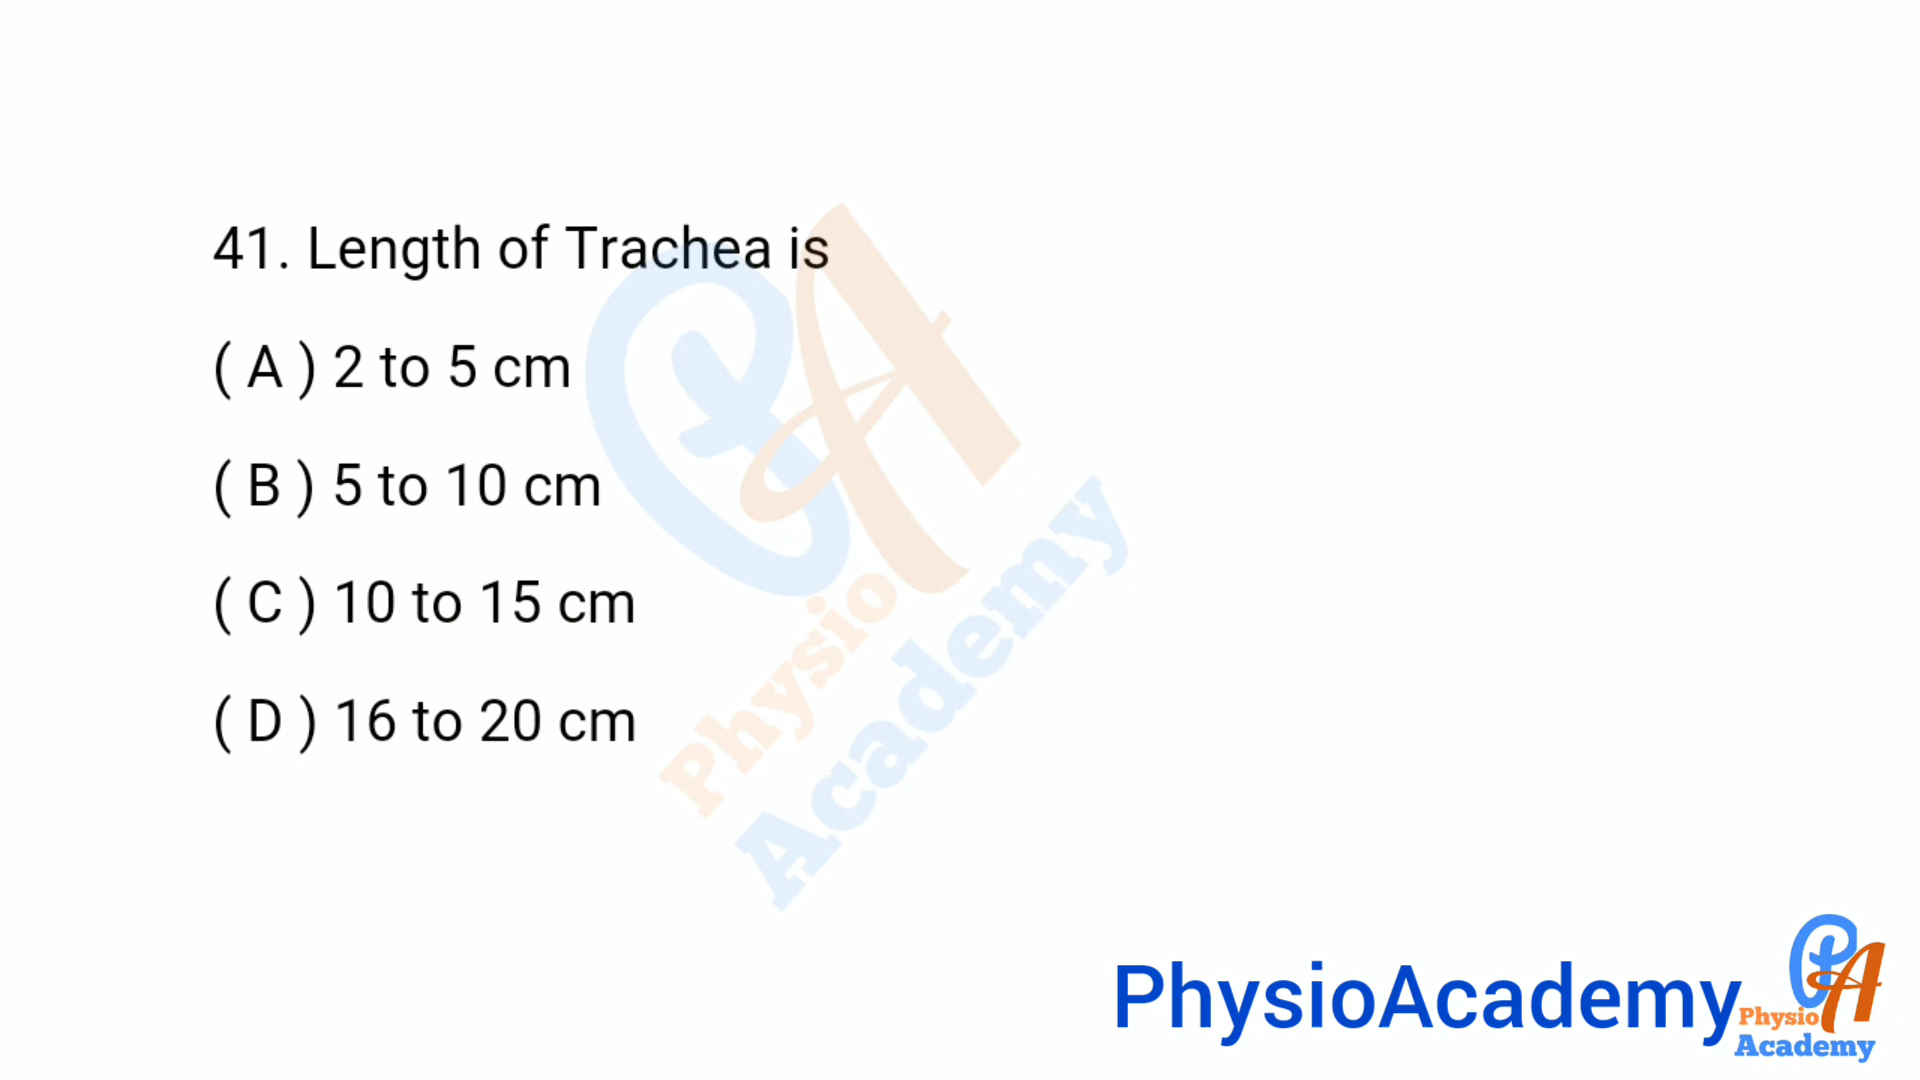 41. Length of Trachea is
( A ) 2 to 5 cm
( B ) 5 to 10 cm
( C ) 10 to 15 cm
( D ) 16 to 20 cm
Physio
Academy
PhysioAcademy
Physio
Academy